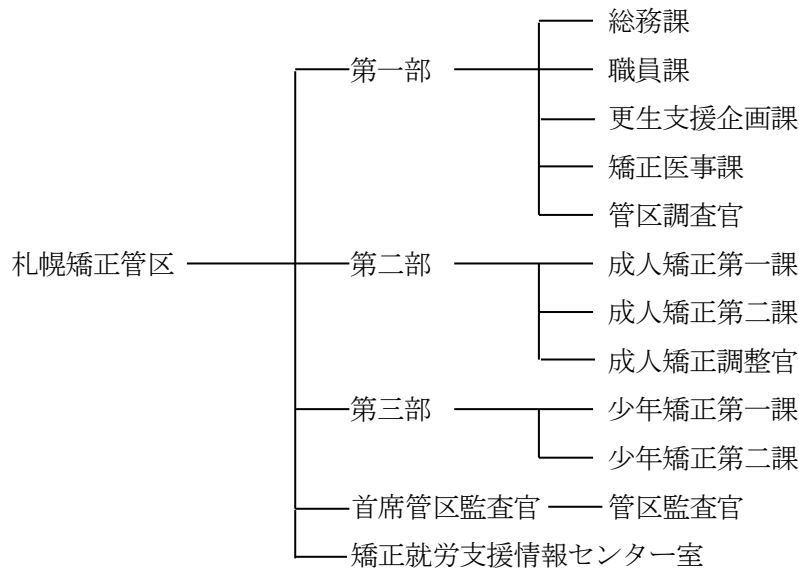 総務課
第一部
職員課
更生支援企画課
矯正医事課
管区調査官
札幌矯正管区
第二部
成人矯正第一課
成人矯正第二課
成人矯正調整官
第三部
少年矯正第一課
少年矯正第二課
首席管区監査官
管区監査官
矯正就労支援情報センター室